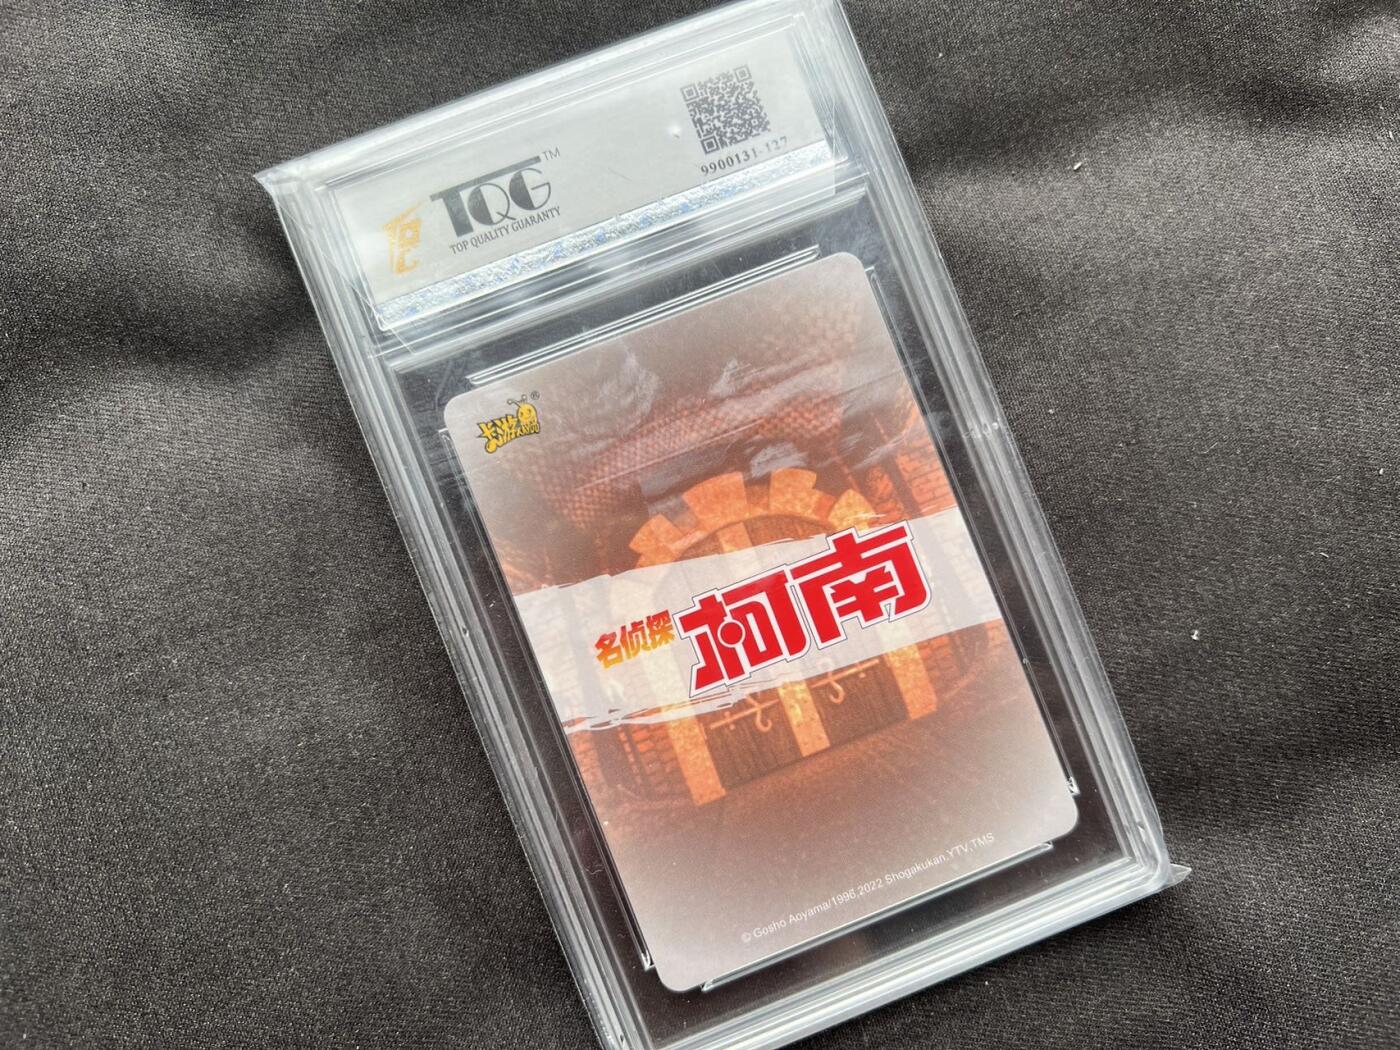 TQG™
TOP QUALITY GUARANTY
9900131-127
卡游®
名侦探
柯南
© Gosho Aoyama/1996,2022 Shogakukan,YTV,TMS